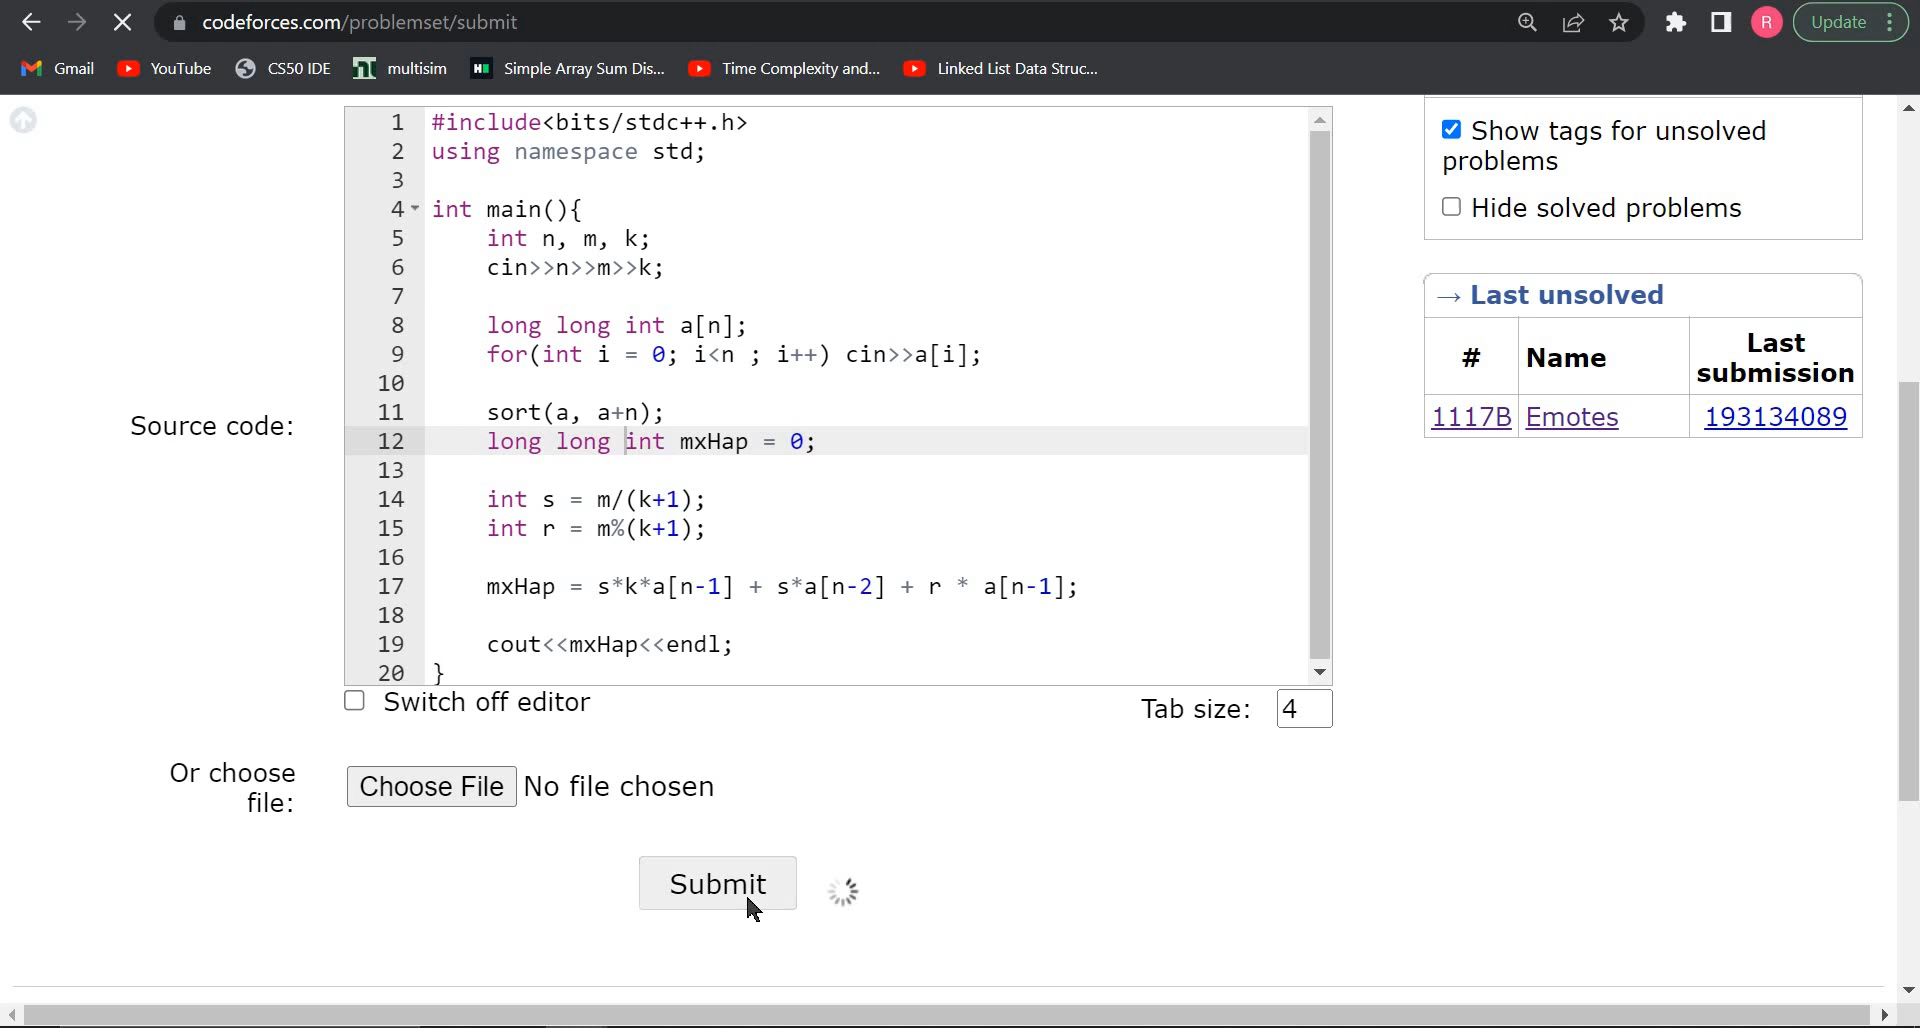 codeforces.com/problemset/submit
R
Update
Gmail
YouTube
CS50 IDE
multisim
Simple Array Sum Dis...
Time Complexity and...
Linked List Data Struc...
Source code:
1 #include<bits/stdc++.h>
2 using namespace std;
3
4 int main(){
5 int n, m, k;
6 cin>>n>>m>>k;
7
8 long long int a[n];
9 for(int i = 0; i<n ; i++) cin>>a[i];
10
11 sort(a, a+n);
12 long long int mxHap = 0;
13
14 int s = m/(k+1);
15 int r = m%(k+1);
16
17 mxHap = s*k*a[n-1] + s*a[n-2] + r * a[n-1];
18
19 cout<<mxHap<<endl;
20 }
Switch off editor
Tab size: 4
Or choose
file:
Choose File No file chosen
Submit
Show tags for unsolved
problems
Hide solved problems
→ Last unsolved
# Name Last
submission
1117B Emotes 193134089